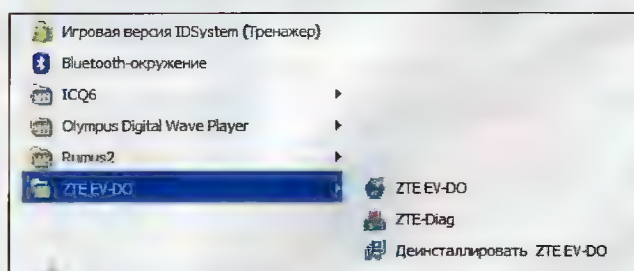 Игровая версия IDSystem (Тренажер)
Bluetooth-окружение
ICQ6
Olympus Digital Wave Player
Rumus2
ZTE EV-DO
ZTE EV-DO
ZTE-Diag
Деинсталлировать ZTE EV-DO